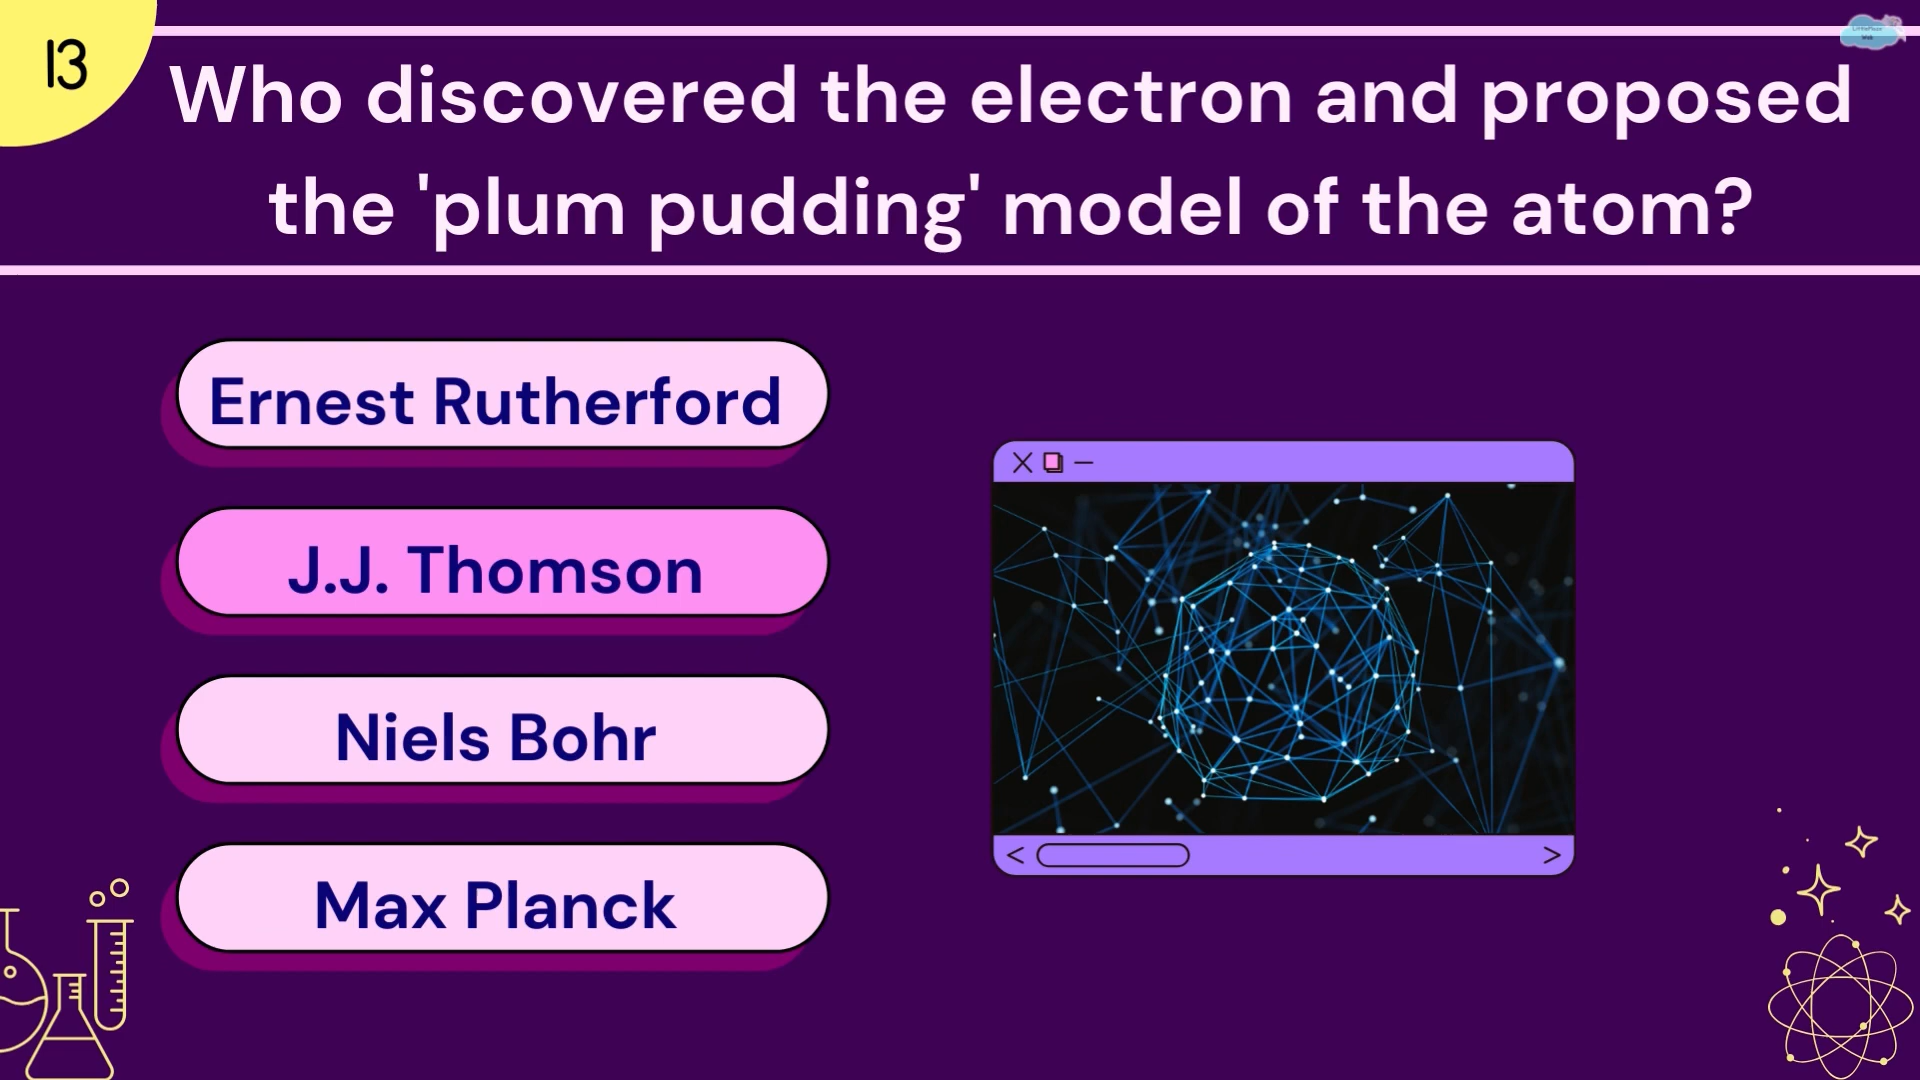 13
Who discovered the electron and proposed
the 'plum pudding' model of the atom?
Ernest Rutherford
J.J. Thomson
Niels Bohr
Max Planck